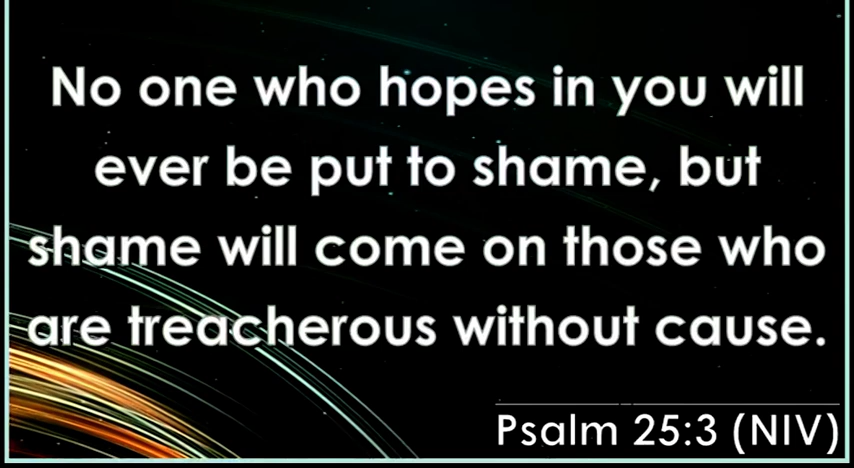 No one who hopes in you will
ever be put to shame, but
shame will come on those who
are treacherous without cause.
Psalm 25:3 (NIV)